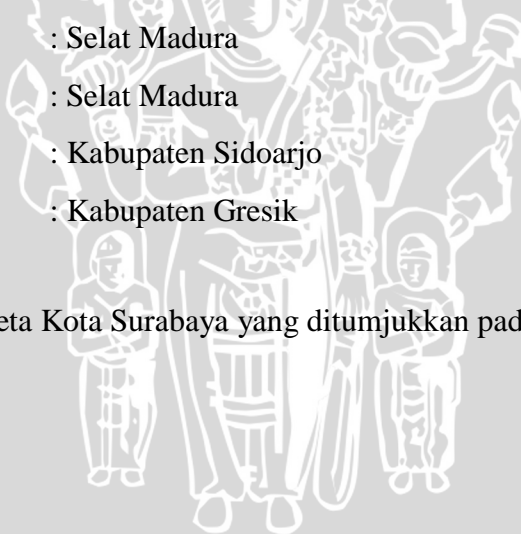 : Selat Madura
: Selat Madura
: Kabupaten Sidoarjo
: Kabupaten Gresik
eta Kota Surabaya yang ditumjukkan pad